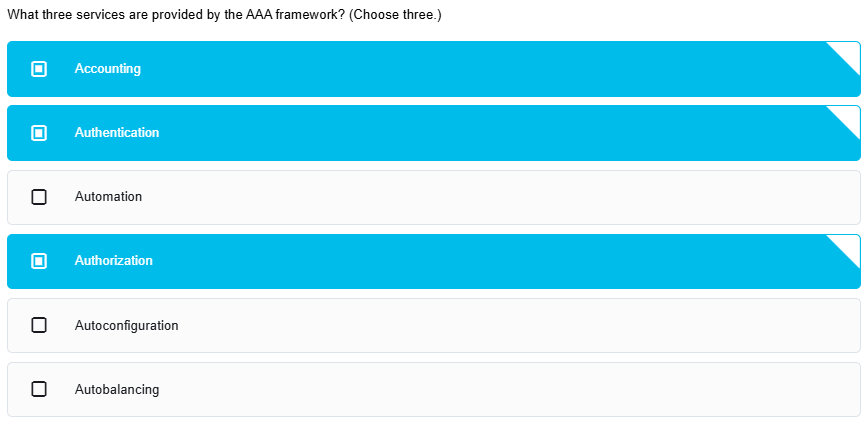 What three services are provided by the AAA framework? (Choose three.)
Accounting
Authentication
Automation
Authorization
Autoconfiguration
Autobalancing